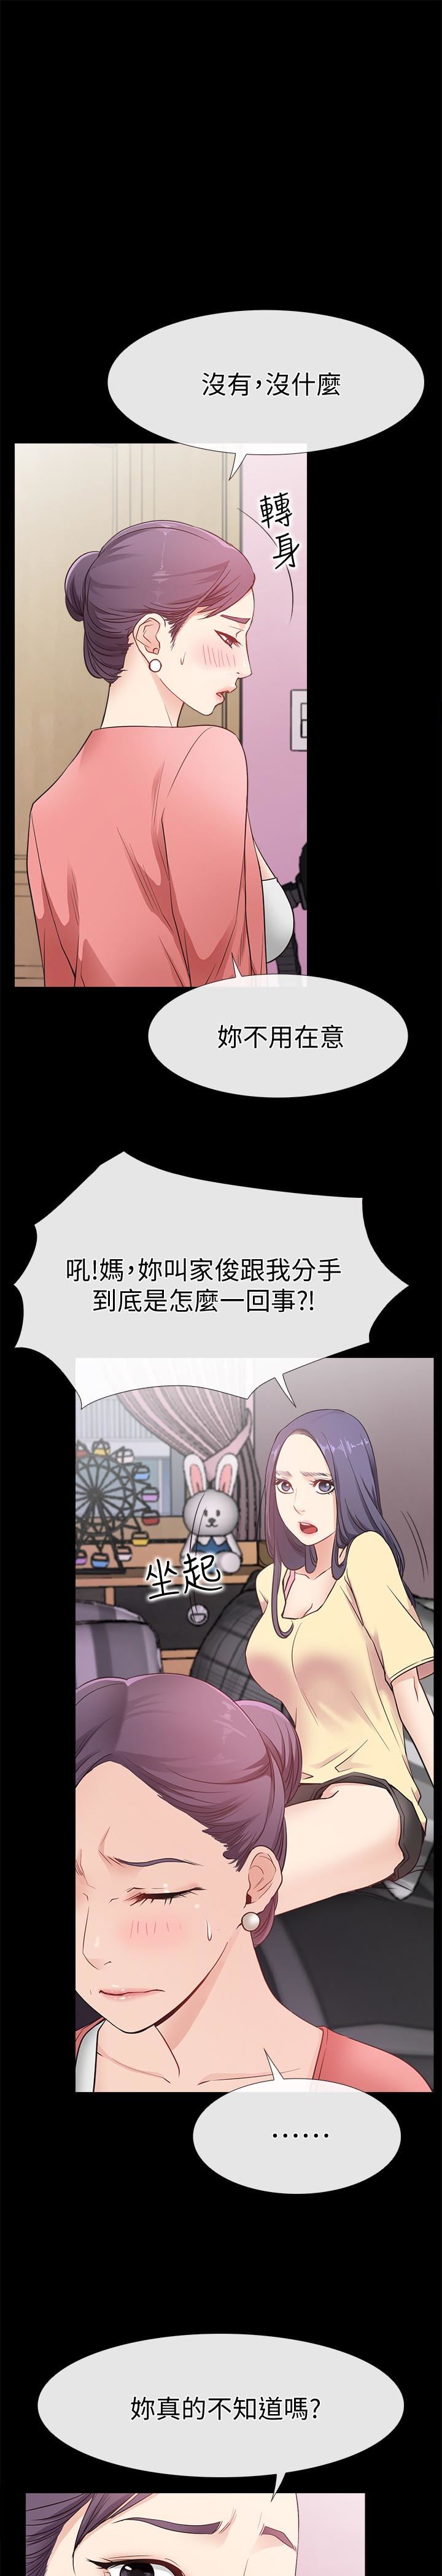 沒有,沒什麼
轉身
妳不用在意
吼!媽,妳叫家俊跟我分手
到底是怎麼一回事?!
坐起
……
妳真的不知道嗎?